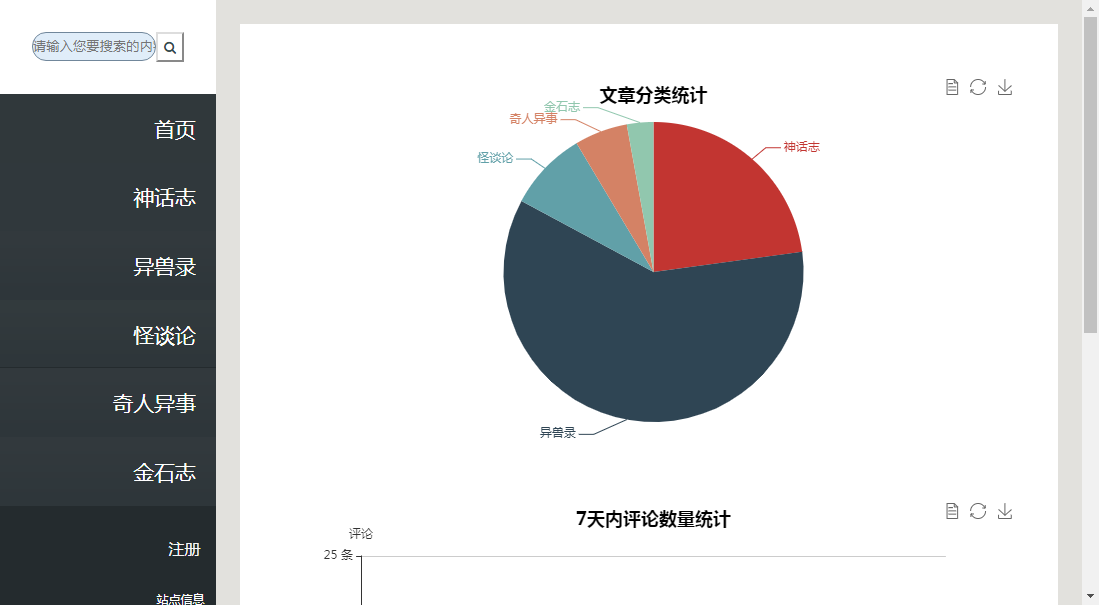 请输入您要搜索的内
首页
神话志
异兽录
怪谈论
奇人异事
金石志
注册
站点信息
文章分类统计
金石志
奇人异事
怪谈论
神话志
异兽录
7天内评论数量统计
评论
25 条